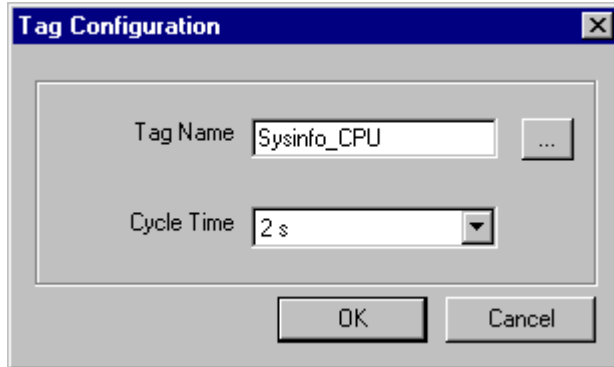 Tag Configuration
Tag Name Sysinfo_CPU ...
Cycle Time 2 s
OK Cancel